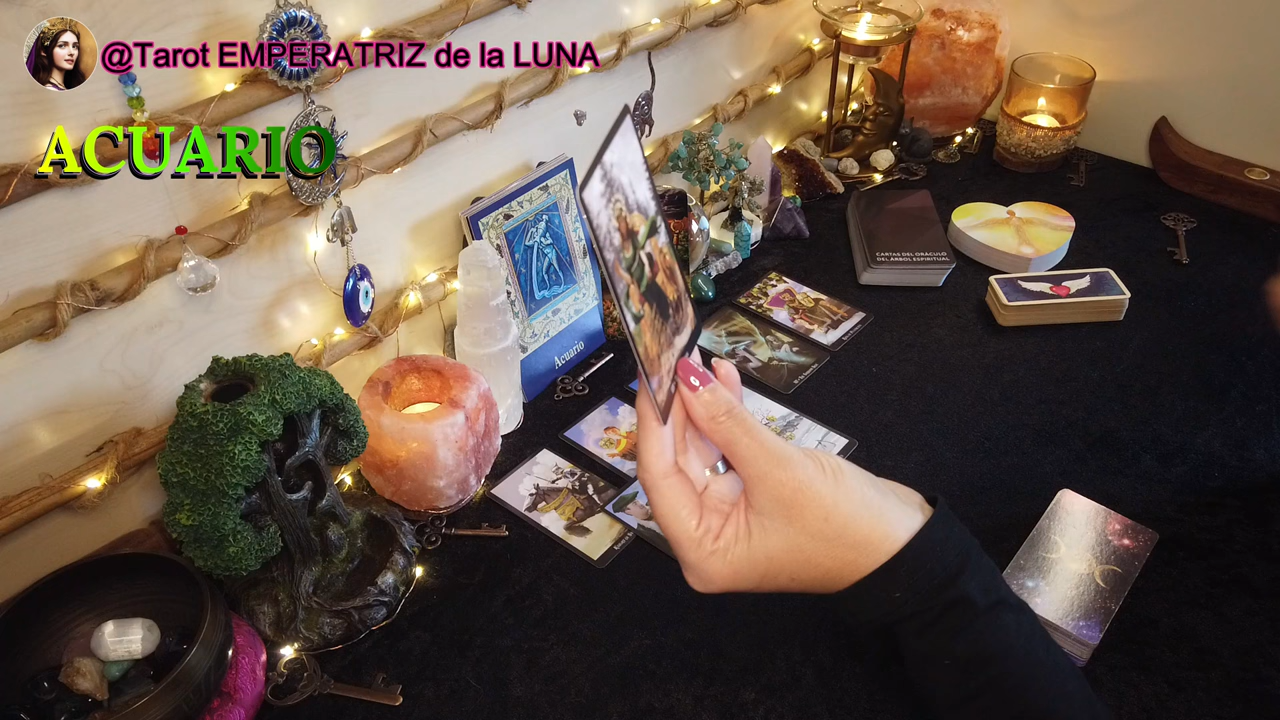 @Tarot EMPERATRIZ de la LUNA
ACUARIO
Acuario
CARTAS DEL ORÁCULO
DEL ÁRBOL ESPIRITUAL